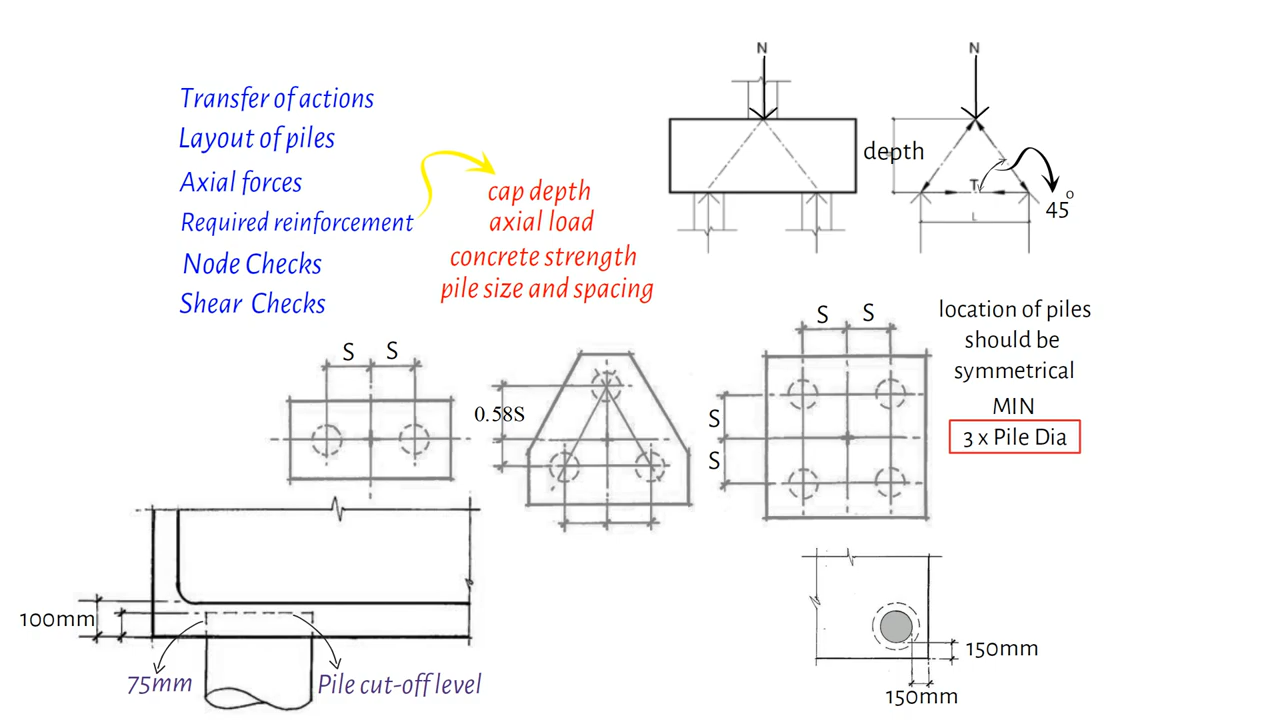 Transfer of actions
Layout of piles
Axial forces
Required reinforcement
Node Checks
Shear Checks
cap depth
axial load
concrete strength
pile size and spacing
N
N
depth
T
45°
L
S S
0.58S
S S
S
S
location of piles
should be
symmetrical
MIN
3 x Pile Dia
100mm
75mm
Pile cut-off level
150mm
150mm